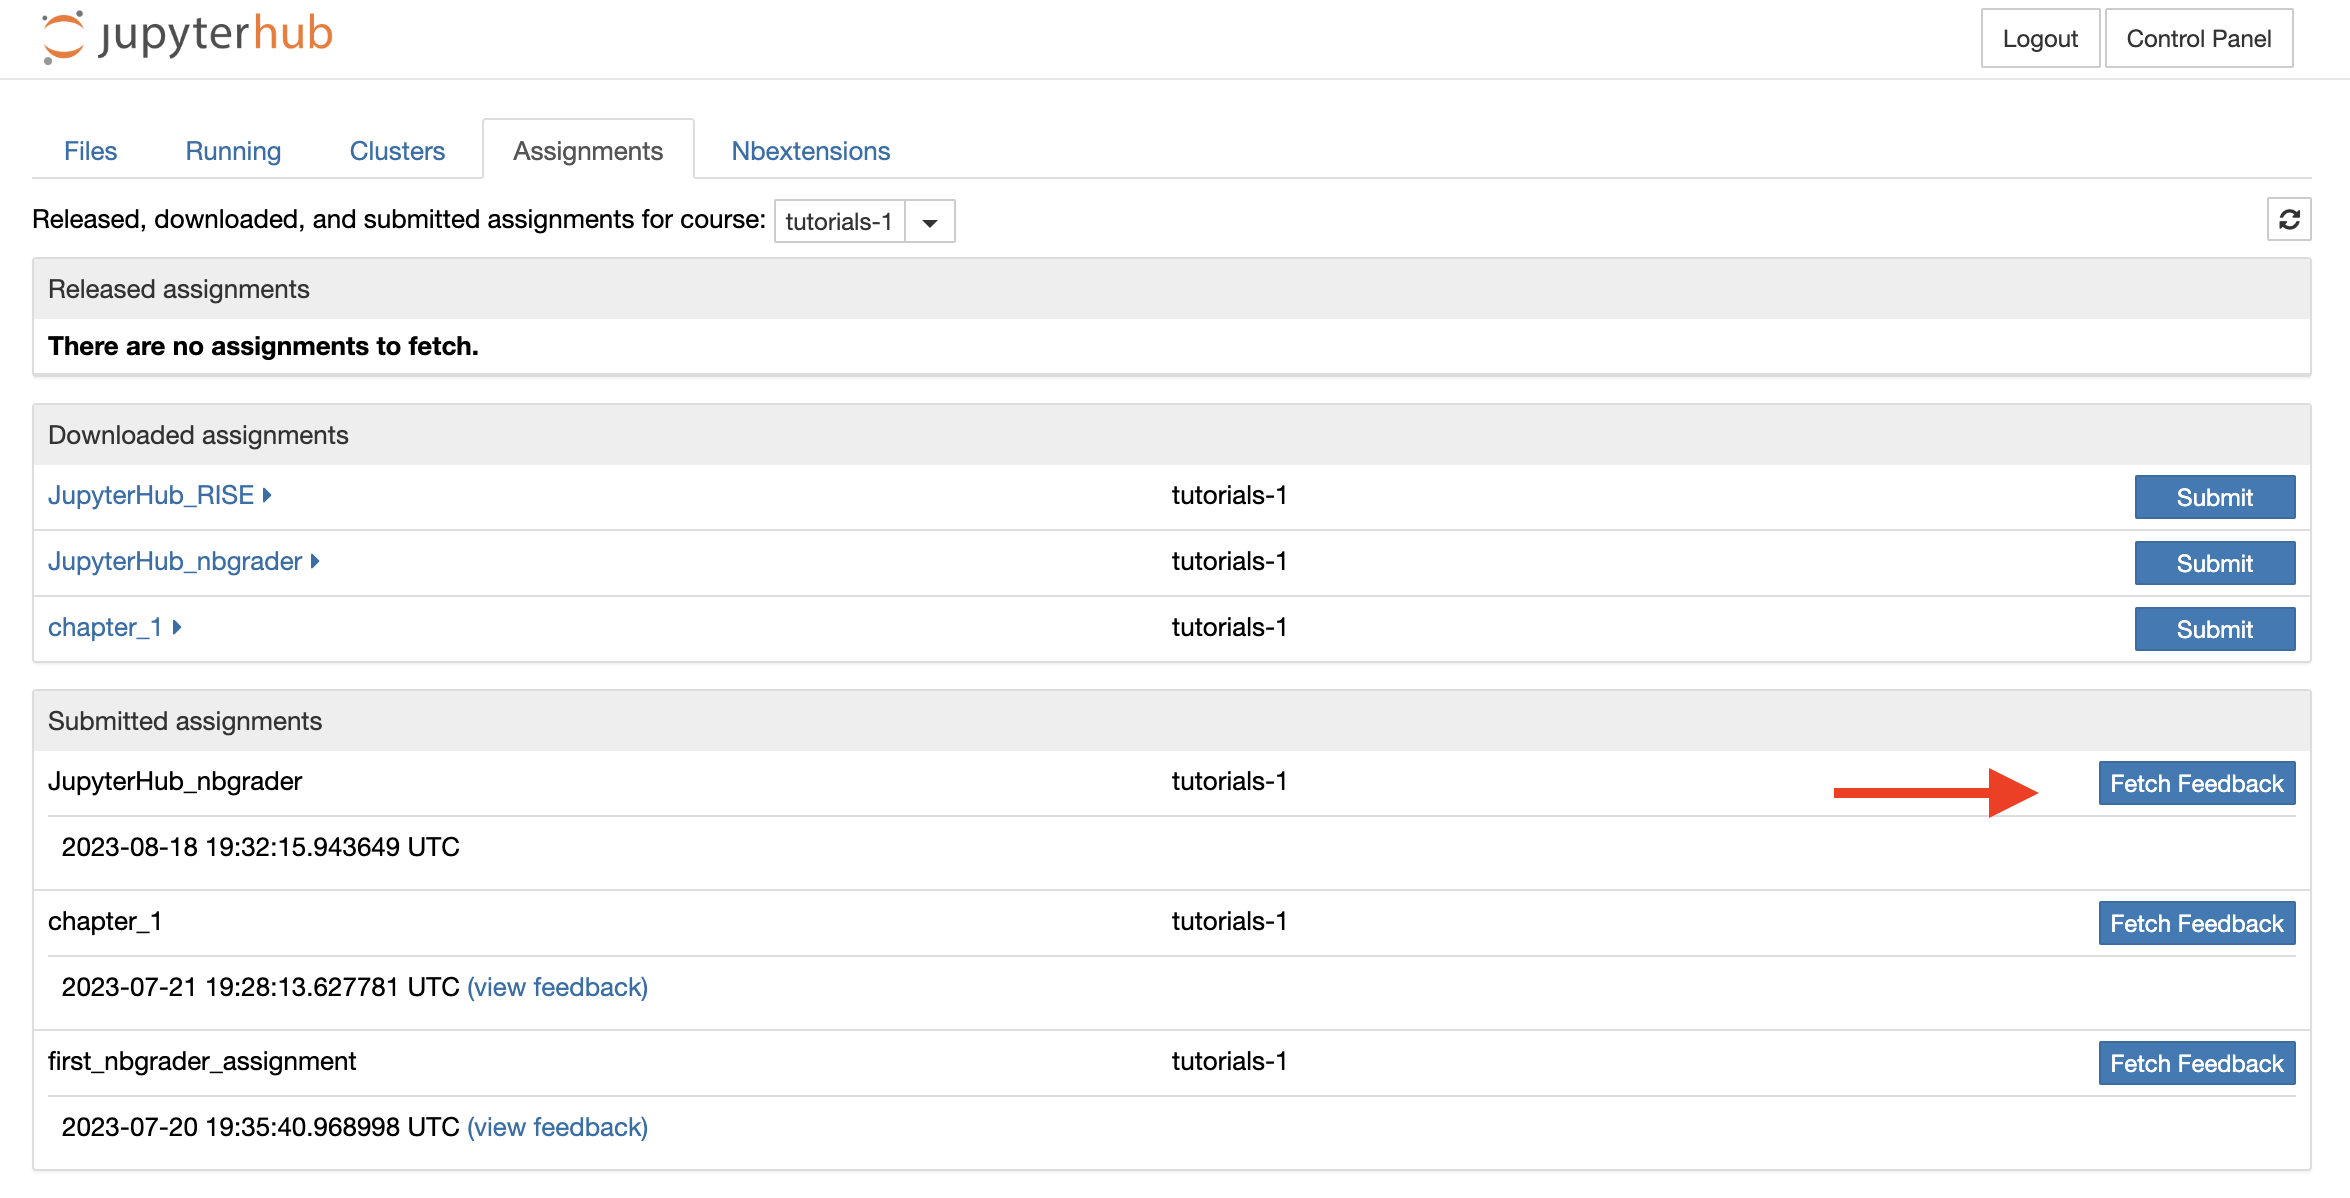 jupyterhub
Logout Control Panel
Files Running Clusters Assignments Nbextensions
Released, downloaded, and submitted assignments for course: tutorials-1
Released assignments
There are no assignments to fetch.
Downloaded assignments
JupyterHub_RISE tutorials-1 Submit
JupyterHub_nbgrader tutorials-1 Submit
chapter_1 tutorials-1 Submit
Submitted assignments
JupyterHub_nbgrader tutorials-1 Fetch Feedback
2023-08-18 19:32:15.943649 UTC
chapter_1 tutorials-1 Fetch Feedback
2023-07-21 19:28:13.627781 UTC (view feedback)
first_nbgrader_assignment tutorials-1 Fetch Feedback
2023-07-20 19:35:40.968998 UTC (view feedback)